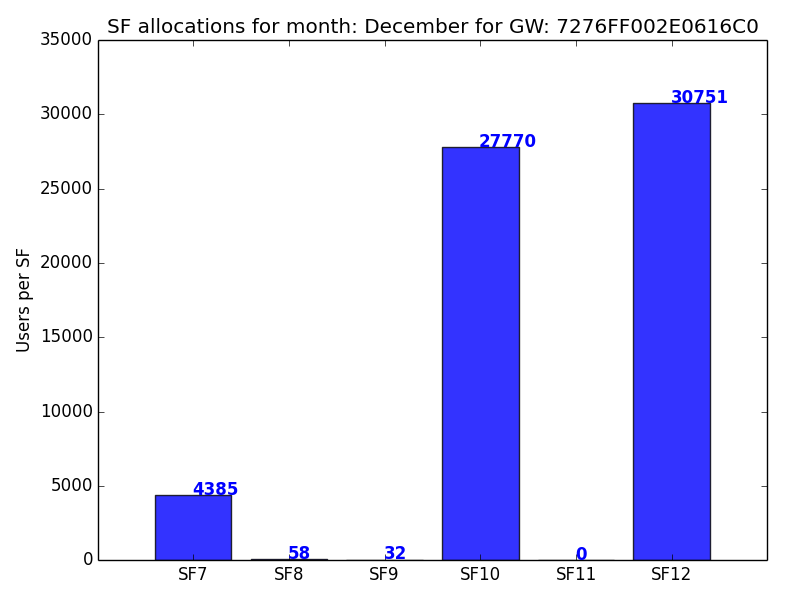 SF allocations for month: December for GW: 7276FF002E0616C0
35000
30000
25000
20000
15000
10000
5000
0
Users per SF
4385
58
32
27770
0
30751
SF7
SF8
SF9
SF10
SF11
SF12